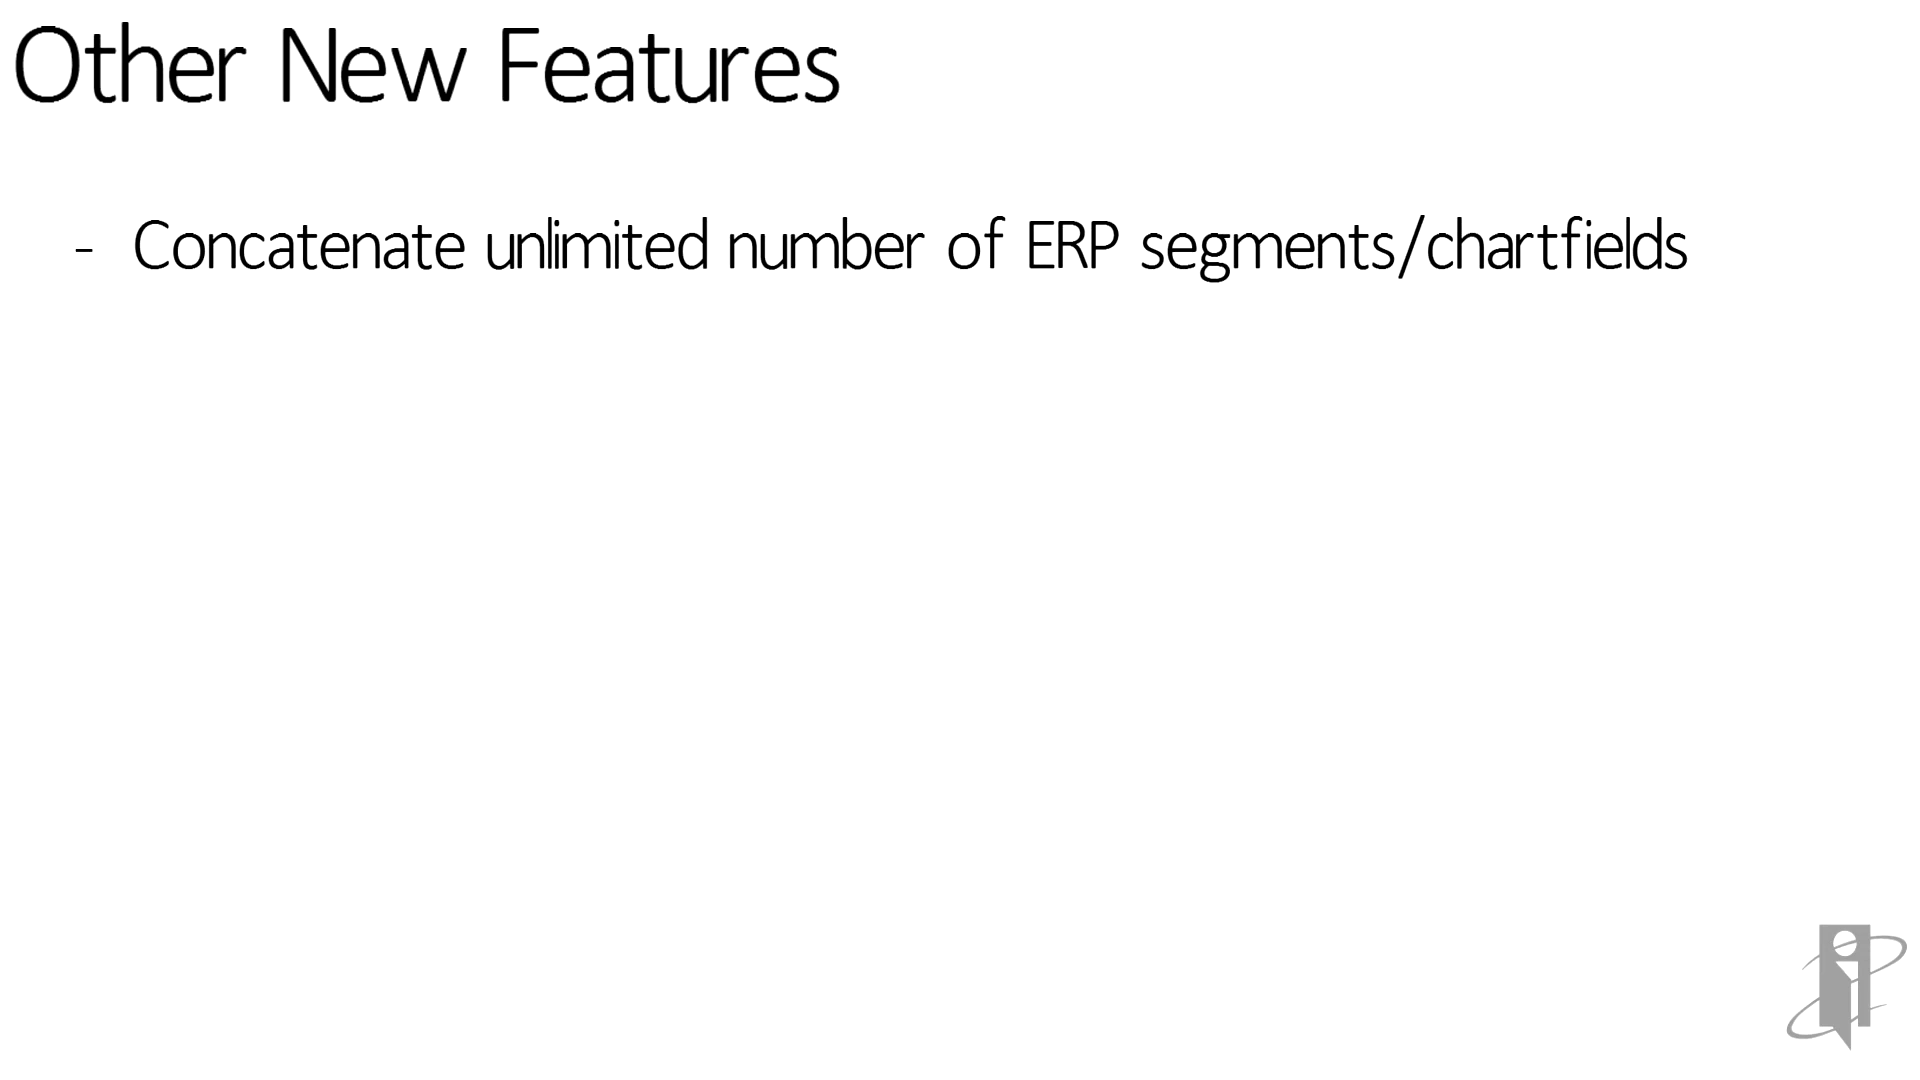 Other New Features
- Concatenate unlimited number of ERP segments/chartfields